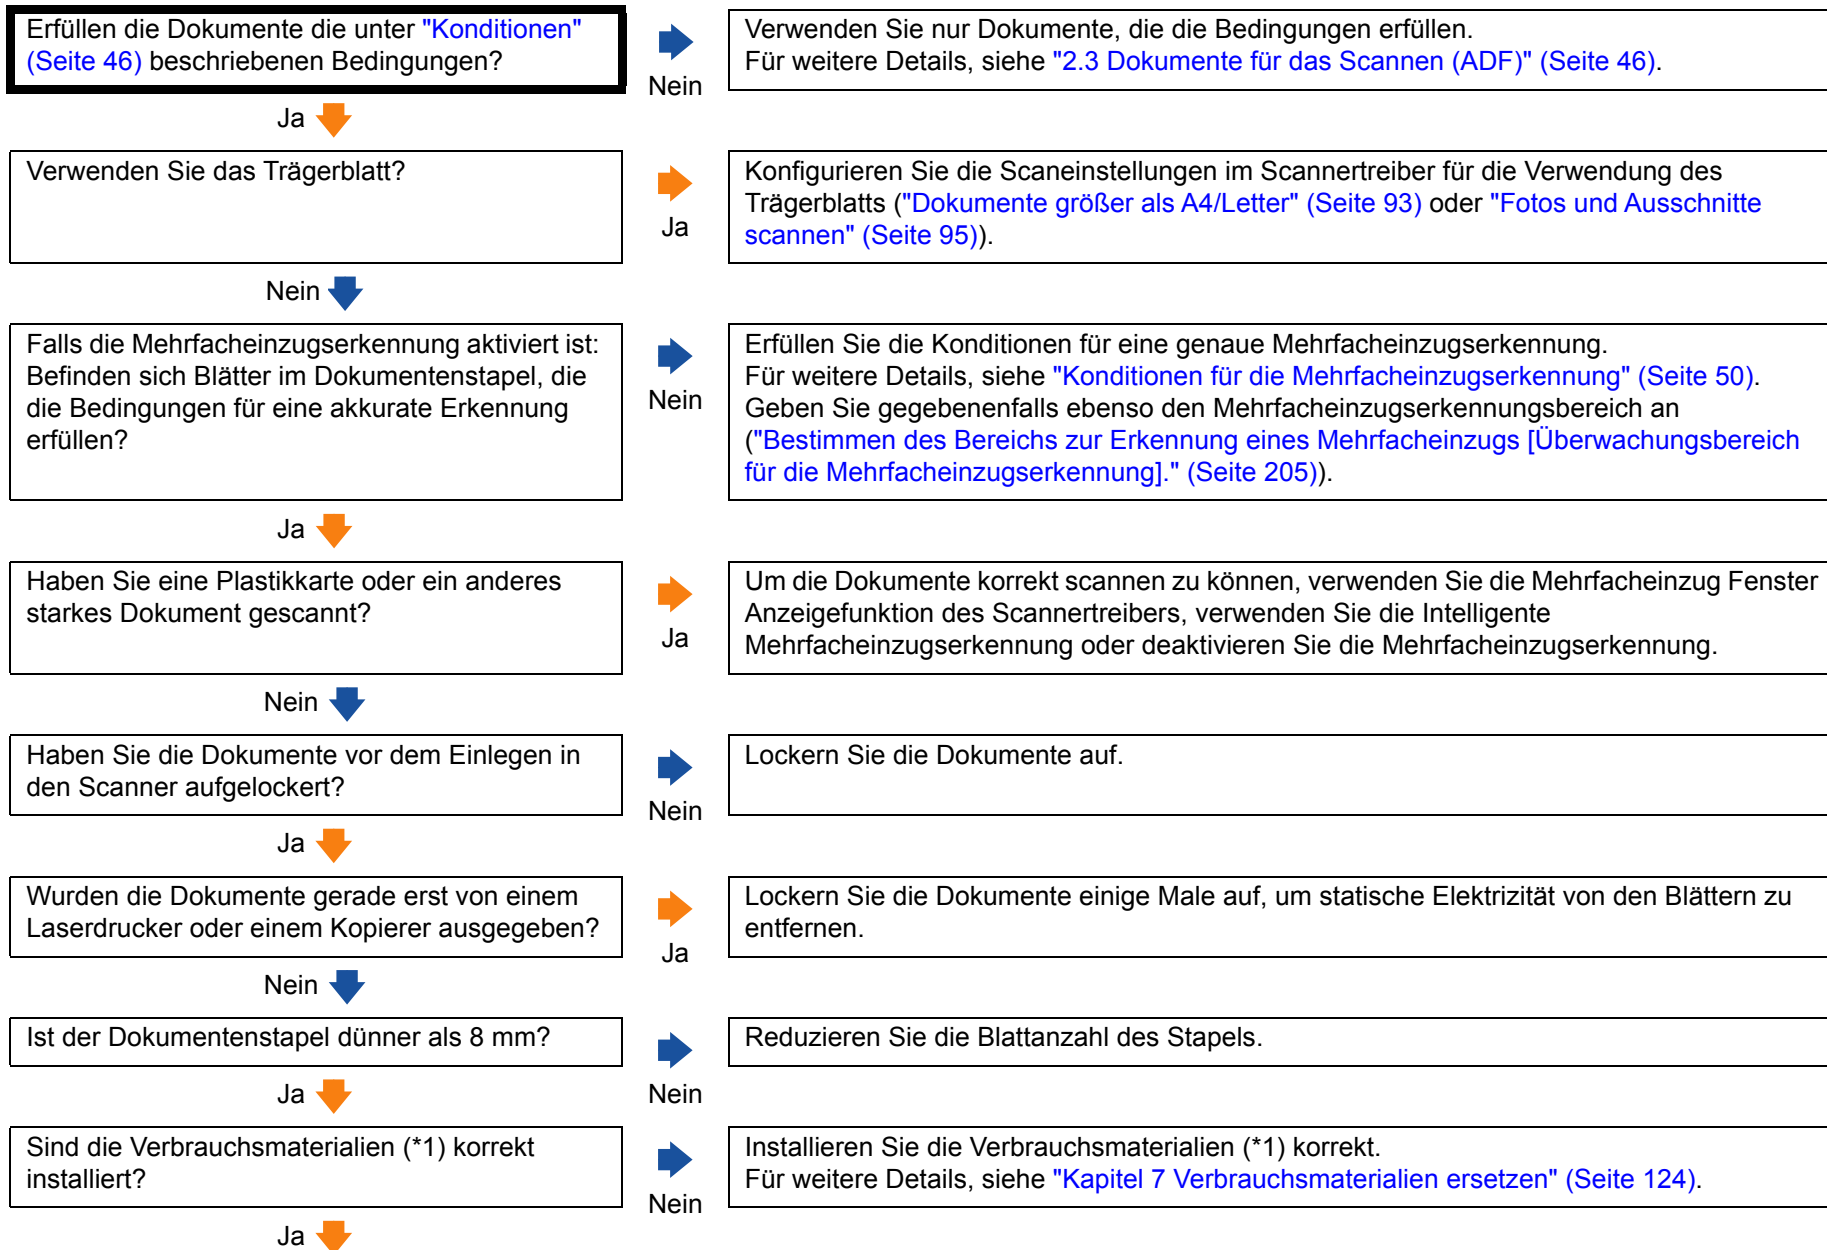 Erfüllen die Dokumente die unter "Konditionen"
(Seite 46) beschriebenen Bedingungen?
Nein
Verwenden Sie nur Dokumente, die die Bedingungen erfüllen.
Für weitere Details, siehe "2.3 Dokumente für das Scannen (ADF)" (Seite 46).
Ja
Verwenden Sie das Trägerblatt?
Ja
Konfigurieren Sie die Scaneinstellungen im Scannertreiber für die Verwendung des
Trägerblatts ("Dokumente größer als A4/Letter" (Seite 93) oder "Fotos und Ausschnitte
scannen" (Seite 95)).
Nein
Falls die Mehrfacheinzugserkennung aktiviert ist:
Befinden sich Blätter im Dokumentenstapel, die
die Bedingungen für eine akkurate Erkennung
erfüllen?
Nein
Erfüllen Sie die Konditionen für eine genaue Mehrfacheinzugserkennung.
Für weitere Details, siehe "Konditionen für die Mehrfacheinzugserkennung" (Seite 50).
Geben Sie gegebenenfalls ebenso den Mehrfacheinzugserkennungsbereich an
("Bestimmen des Bereichs zur Erkennung eines Mehrfacheinzugs [Überwachungsbereich
für die Mehrfacheinzugserkennung]." (Seite 205)).
Ja
Haben Sie eine Plastikkarte oder ein anderes
starkes Dokument gescannt?
Ja
Um die Dokumente korrekt scannen zu können, verwenden Sie die Mehrfacheinzug Fenster
Anzeigefunktion des Scannertreibers, verwenden Sie die Intelligente
Mehrfacheinzugserkennung oder deaktivieren Sie die Mehrfacheinzugserkennung.
Nein
Haben Sie die Dokumente vor dem Einlegen in
den Scanner aufgelockert?
Nein
Lockern Sie die Dokumente auf.
Ja
Wurden die Dokumente gerade erst von einem
Laserdrucker oder einem Kopierer ausgegeben?
Ja
Lockern Sie die Dokumente einige Male auf, um statische Elektrizität von den Blättern zu
entfernen.
Nein
Ist der Dokumentenstapel dünner als 8 mm?
Nein
Reduzieren Sie die Blattanzahl des Stapels.
Ja
Sind die Verbrauchsmaterialien (*1) korrekt
installiert?
Nein
Installieren Sie die Verbrauchsmaterialien (*1) korrekt.
Für weitere Details, siehe "Kapitel 7 Verbrauchsmaterialien ersetzen" (Seite 124).
Ja